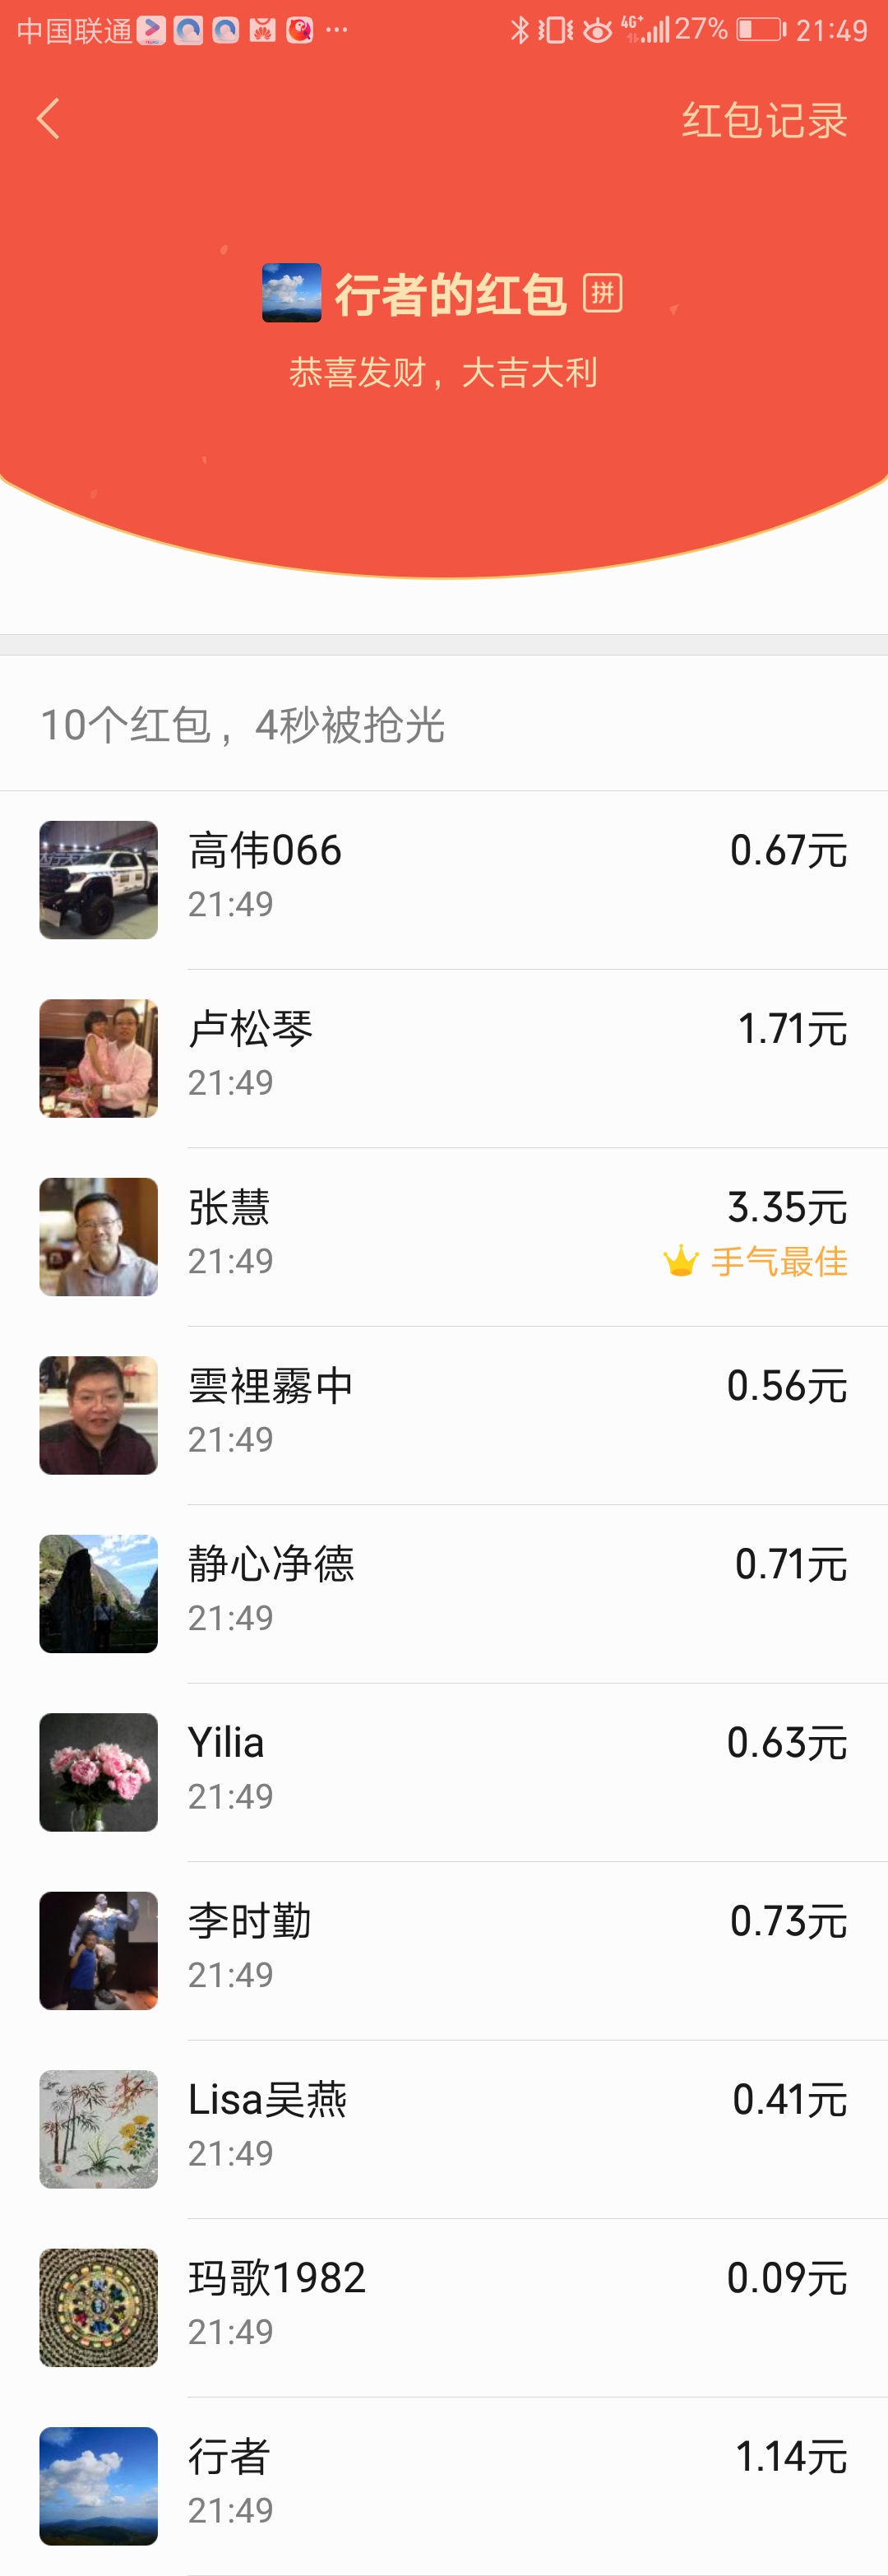 中国联通 ... 4G+ 27% 21:49
红包记录
行者的红包 拼
恭喜发财，大吉大利
10个红包，4秒被抢光
高伟066 0.67元
21:49
卢松琴 1.71元
21:49
张慧 3.35元
21:49 手气最佳
雲裡霧中 0.56元
21:49
静心净德 0.71元
21:49
Yilia 0.63元
21:49
李时勤 0.73元
21:49
Lisa吴燕 0.41元
21:49
玛歌1982 0.09元
21:49
行者 1.14元
21:49